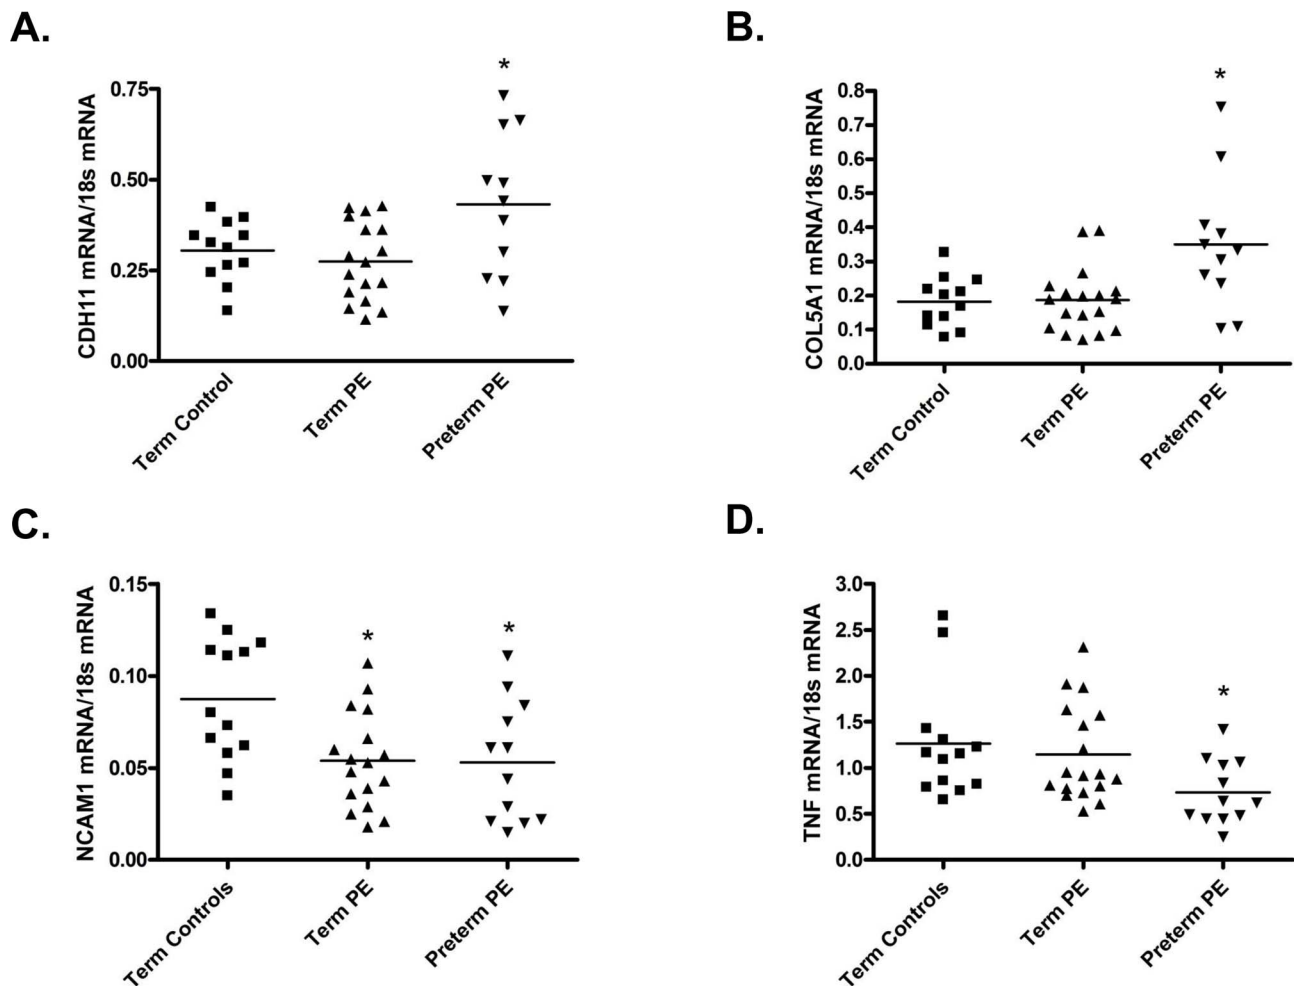 A.
CDH11 mRNA/18s mRNA
0.75
0.50
0.25
0.00
*
Term Control
Term PE
Preterm PE
B.
COL5A1 mRNA/18s mRNA
0.8
0.7
0.6
0.5
0.4
0.3
0.2
0.1
0.0
*
Term Control
Term PE
Preterm PE
C.
NCAM1 mRNA/18s mRNA
0.15
0.10
0.05
0.00
*
*
Term Controls
Term PE
Preterm PE
D.
TNF mRNA/18s mRNA
3.0
2.5
2.0
1.5
1.0
0.5
0.0
*
Term Controls
Term PE
Preterm PE